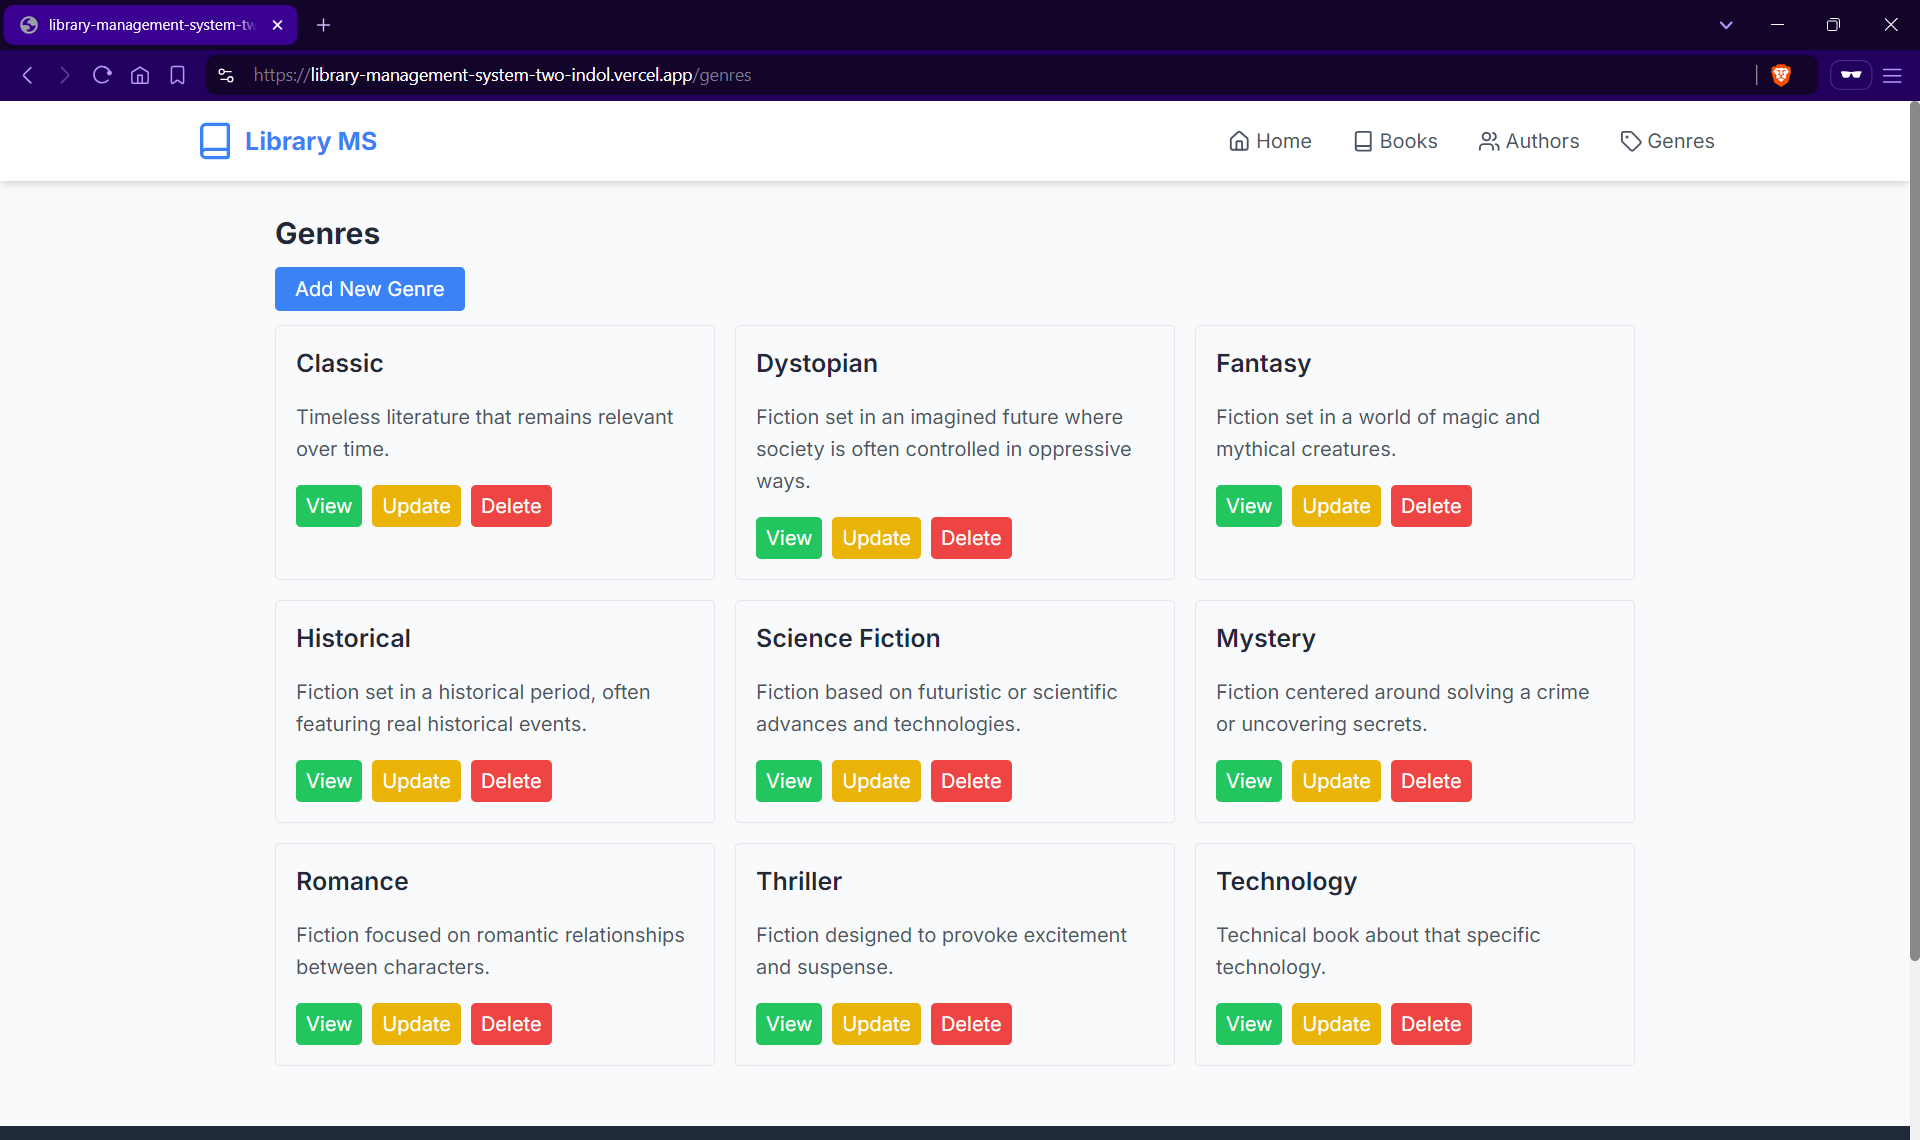 library-management-system-tw
https://library-management-system-two-indol.vercel.app/genres
Library MS
Home
Books
Authors
Genres
Genres
Add New Genre
Classic
Timeless literature that remains relevant
over time.
View
Update
Delete
Dystopian
Fiction set in an imagined future where
society is often controlled in oppressive
ways.
View
Update
Delete
Fantasy
Fiction set in a world of magic and
mythical creatures.
View
Update
Delete
Historical
Fiction set in a historical period, often
featuring real historical events.
View
Update
Delete
Science Fiction
Fiction based on futuristic or scientific
advances and technologies.
View
Update
Delete
Mystery
Fiction centered around solving a crime
or uncovering secrets.
View
Update
Delete
Romance
Fiction focused on romantic relationships
between characters.
View
Update
Delete
Thriller
Fiction designed to provoke excitement
and suspense.
View
Update
Delete
Technology
Technical book about that specific
technology.
View
Update
Delete